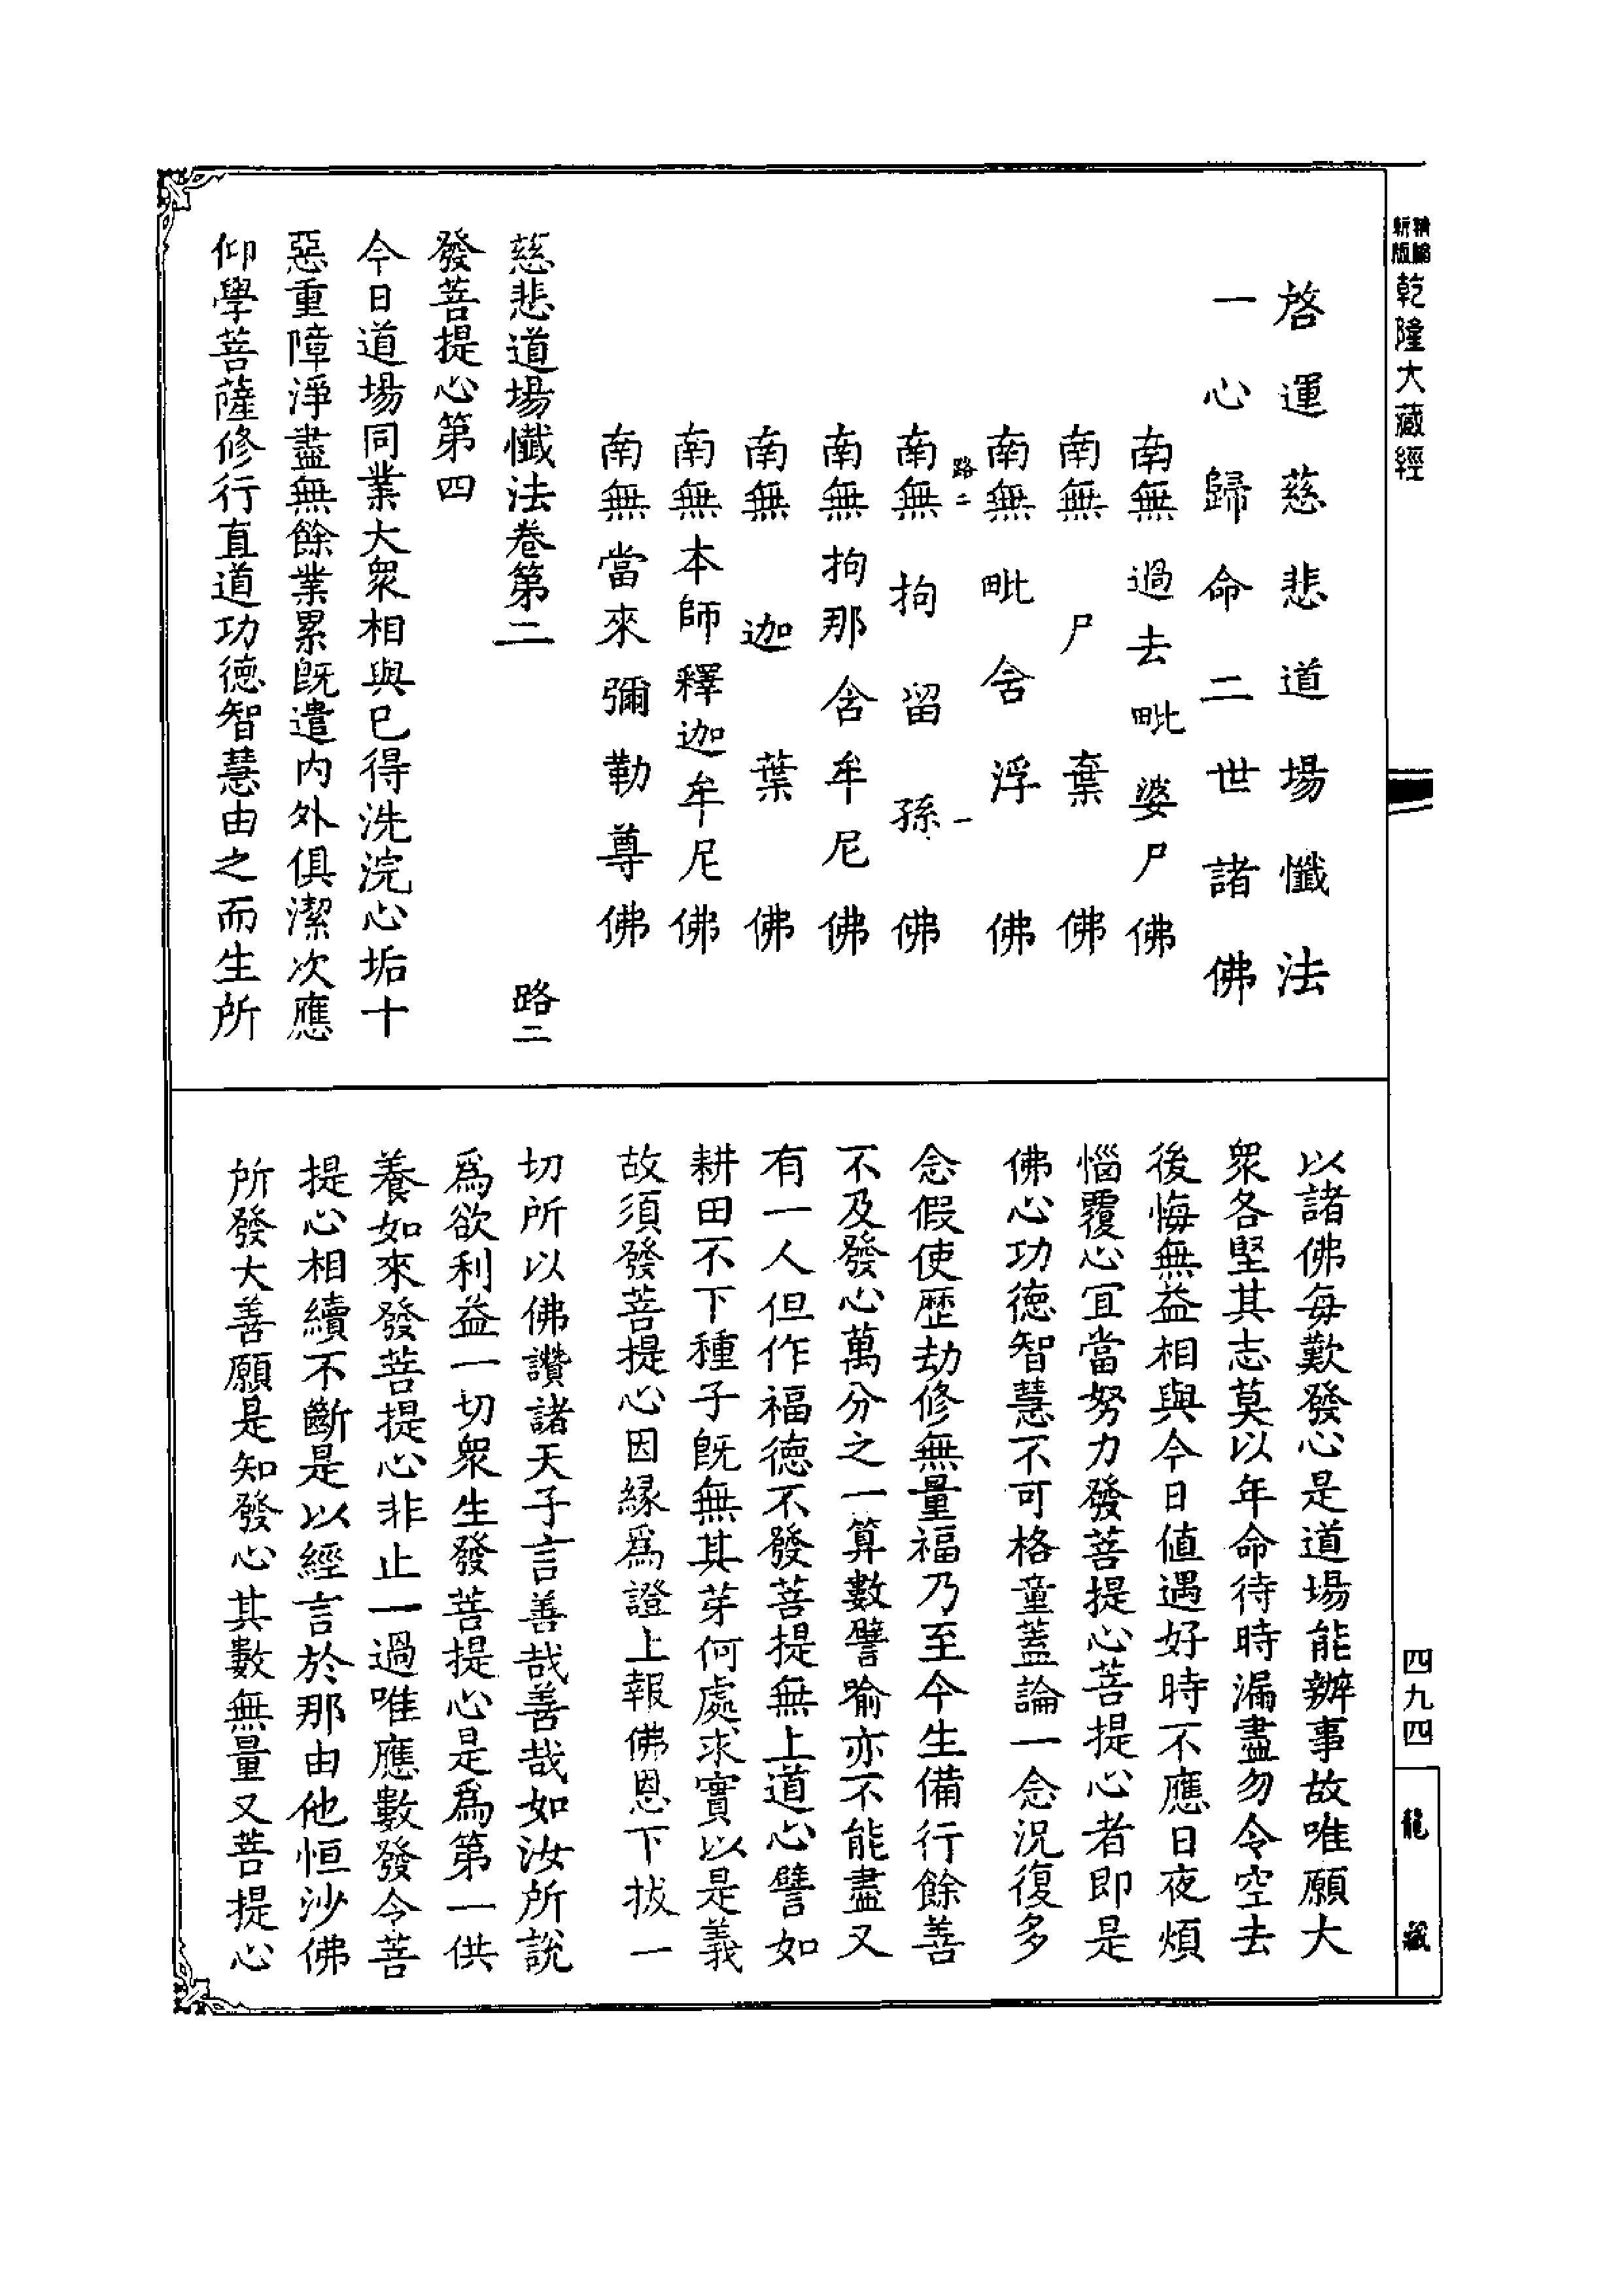 精編
新版
乾隆大藏經
啓運慈悲道場懺法
一心歸命三世諸佛
南無過去毗婆尸佛
南無尸棄佛
南無毗舍浮佛
路二
一
南無拘留孫佛
南無拘那含牟尼佛
南無迦葉佛
南無本師釋迦牟尼佛
南無當來彌勒尊佛
慈悲道場懺法卷第二
路二
發菩提心第四
今日道場同業大衆相與已得洗浣心垢十
惡重障淨盡無餘業累既遣内外俱潔次應
仰學菩薩修行直道功德智慧由之而生所
以諸佛每歎發心是道場能辦事故唯願大
衆各堅其志莫以年命待時漏盡勿令空去
後悔無益相與今日值遇好時不應日夜煩
惱覆心宜當努力發菩提心菩提心者即是
佛心功德智慧不可格量蓋論一念況復多
念假使歷劫修無量福乃至今生備行餘善
不及發心萬分之一算數譬喻亦不能盡又
有一人但作福德不發菩提無上道心譬如
耕田不下種子既無其芽何處求實以是義
故須發菩提心因緣爲證上報佛恩下拔一
切所以佛讚諸天子言善哉善哉如汝所說
爲欲利益一切衆生發菩提心是爲第一供
養如來發菩提心非止一過唯應數發令菩
提心相續不斷是以經言於那由他恒沙佛
所發大善願是知發心其數無量又菩提心
四九四
龍藏